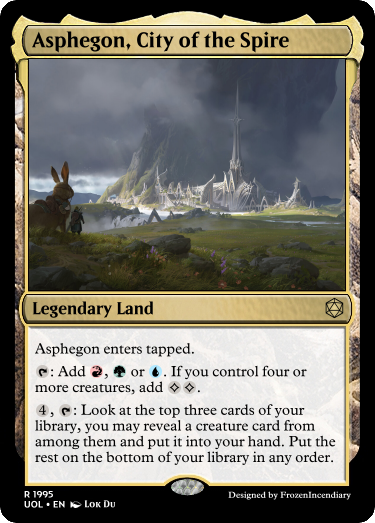 Asphegon, City of the Spire
Legendary Land
Asphegon enters tapped.
: Add , or . If you control four or
more creatures, add .
4, : Look at the top three cards of your
library, you may reveal a creature card from
among them and put it into your hand. Put the
rest on the bottom of your library in any order.
R 1995
UOL • EN Lok Du
Designed by FrozenIncendiary